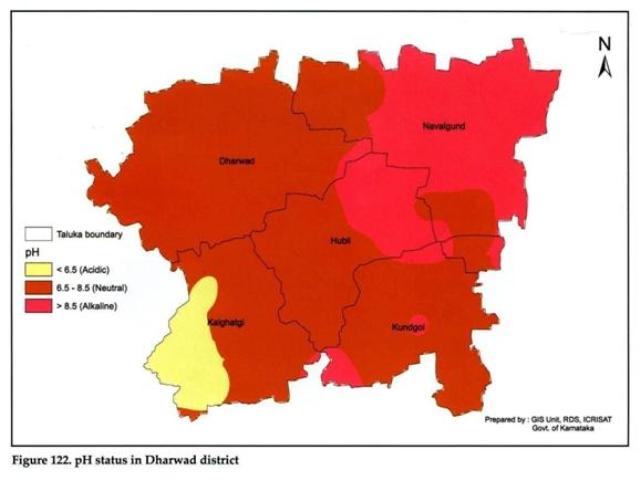 N
Navalgund
Dharwad
Taluka boundary
pH
Hubli
< 6.5 (Acidic)
6.5 - 8.5 (Neutral)
> 8.5 (Alkaline)
Kalghatgi
Kundgol
Prepared by : GIS Unit, RDS, ICRISAT
Govt. of Karnataka
Figure 122. pH status in Dharwad district